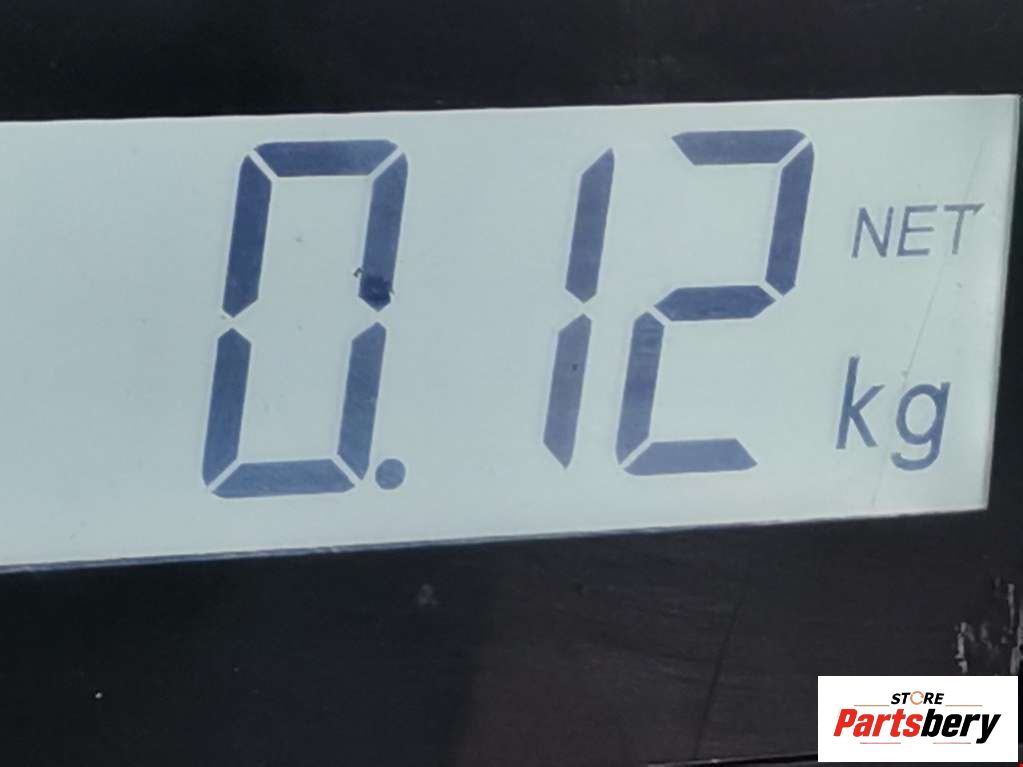 0.12 NET
kg
STORE
Partsbery